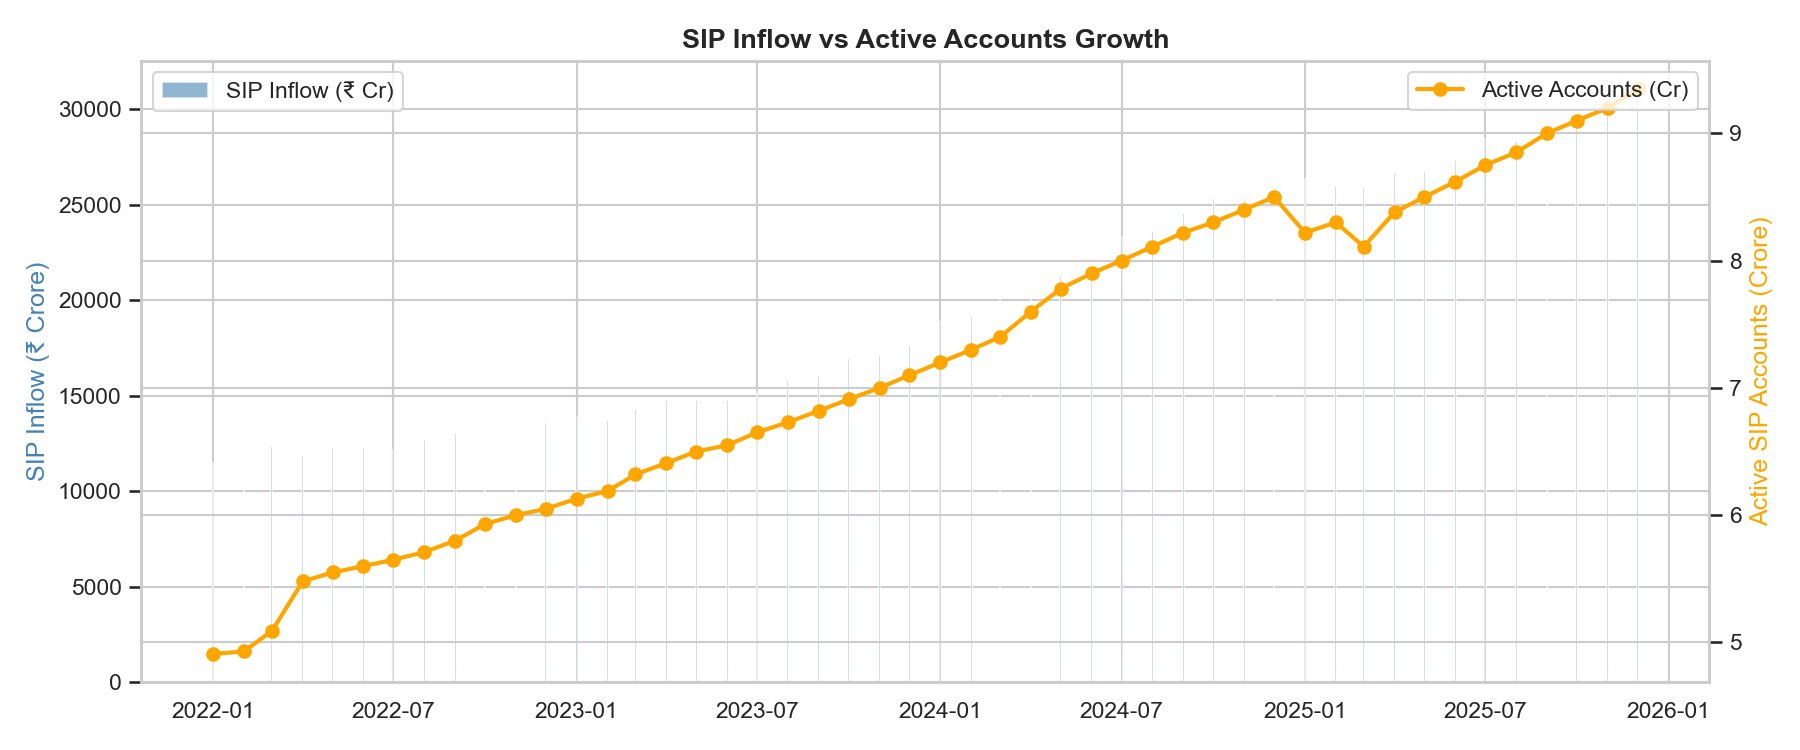 SIP Inflow vs Active Accounts Growth
SIP Inflow (₹ Cr)
Active Accounts (Cr)
SIP Inflow (₹ Crore)
30000
25000
20000
15000
10000
5000
0
Active SIP Accounts (Crore)
9
8
7
6
5
2022-01 2022-07 2023-01 2023-07 2024-01 2024-07 2025-01 2025-07 2026-01